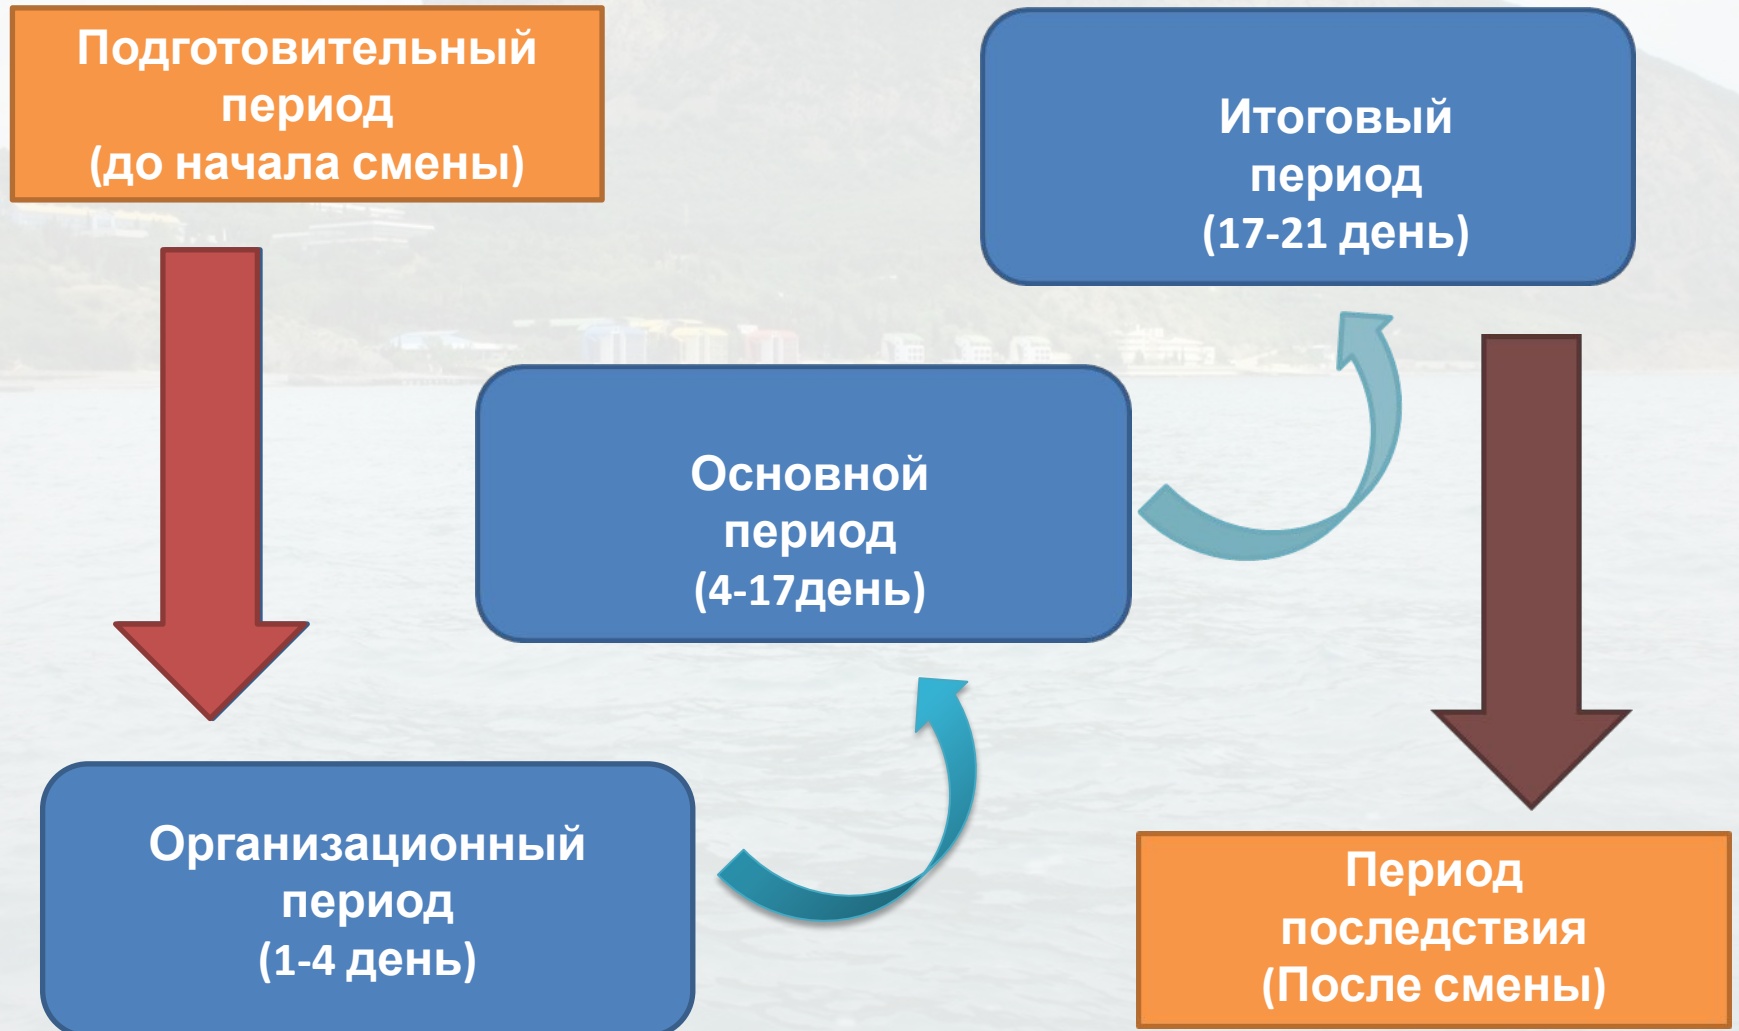 Подготовительный
период
(до начала смены)
Организационный
период
(1-4 день)
Основной
период
(4-17день)
Итоговый
период
(17-21 день)
Период
последствия
(После смены)